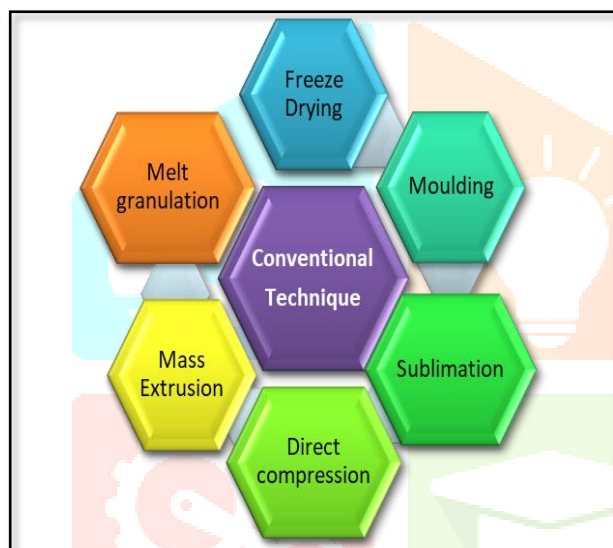 Freeze
Drying
Moulding
Sublimation
Direct
compression
Mass
Extrusion
Melt
granulation
Conventional
Technique